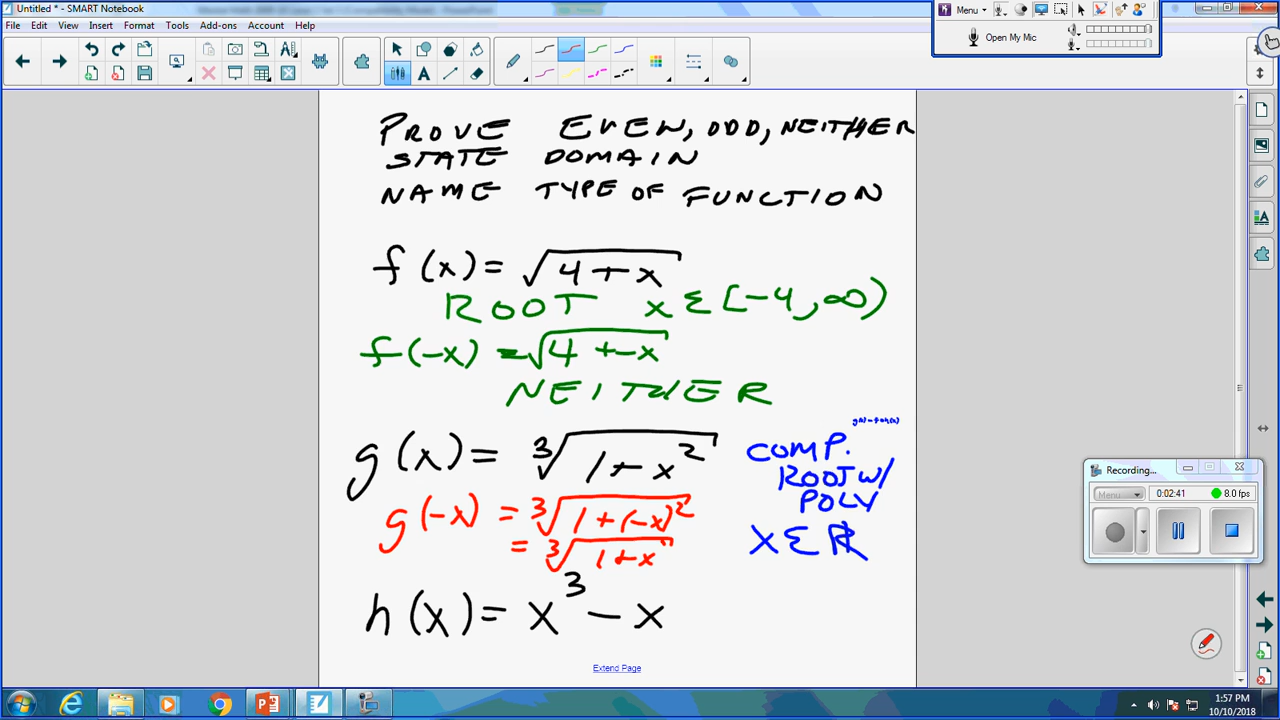 Untitled * - SMART Notebook
File Edit View Insert Format Tools Add-ons Account Help
Menu
Open My Mic
PROVE EVEN, ODD, NEITHER
STATE DOMAIN
NAME TYPE OF FUNCTION
f(x) = √(4+x)
ROOT x ε [-4, ∞)
f(-x) = √(4+-x)
NEITHER
g(x) = ³√(1+x²)
COMP.
ROOT W/
POLY
X ε ℝ
g(-x) = ³√(1+(-x)²)
= ³√(1+x²)
h(x) = x³ - x
Extend Page
Recording...
Menu
0:02:41
8.0 fps
1:57 PM
10/10/2018